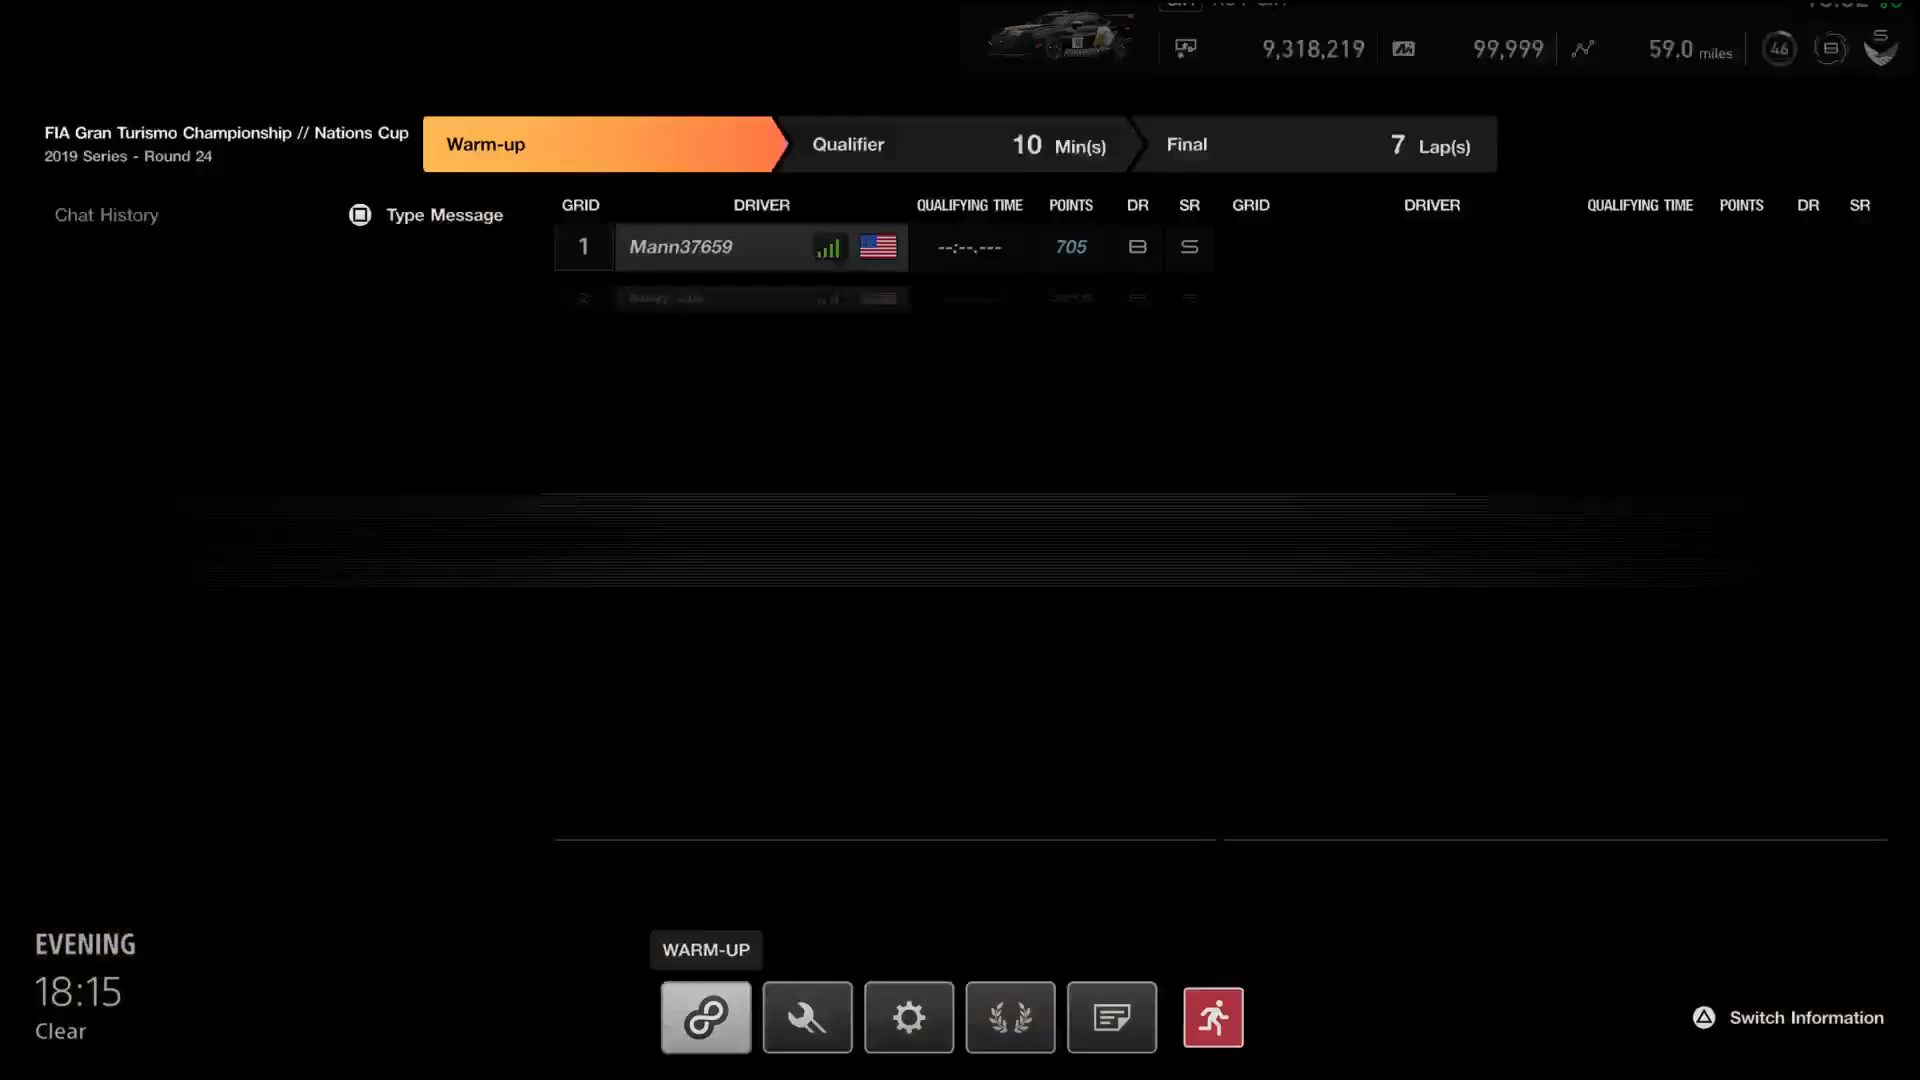 9,318,219 99,999 59.0 miles 46 B S
FIA Gran Turismo Championship // Nations Cup
2019 Series - Round 24
Warm-up Qualifier 10 Min(s) Final 7 Lap(s)
Chat History Type Message
GRID DRIVER QUALIFYING TIME POINTS DR SR GRID DRIVER QUALIFYING TIME POINTS DR SR
1 Mann37659 --:--.--- 705 B S
2
EVENING
18:15
Clear
WARM-UP
Switch Information